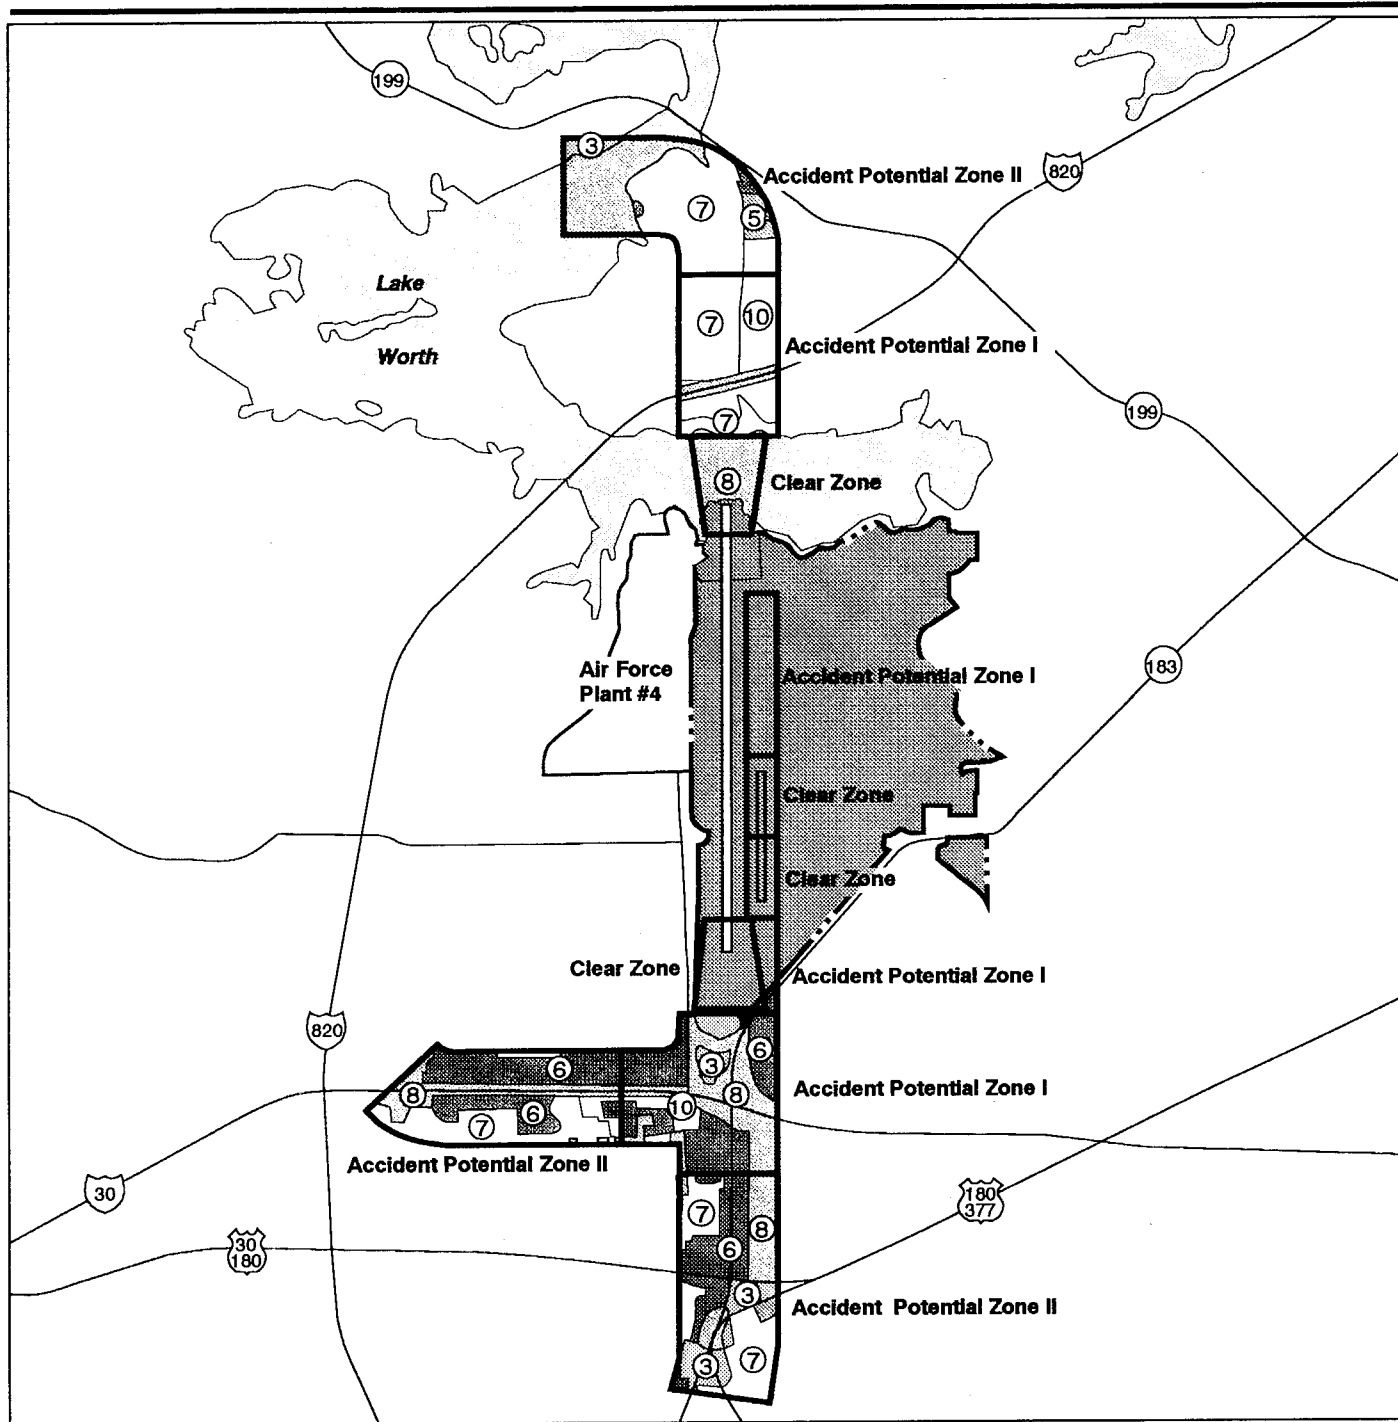 199
3
Accident Potential Zone II
820
7
5
Lake
7
10
Worth
Accident Potential Zone I
199
7
8
Clear Zone
183
Air Force
Plant #4
Accident Potential Zone I
Clear Zone
Clear Zone
Clear Zone
Accident Potential Zone I
820
6
3
6
8
8
Accident Potential Zone I
10
6
7
Accident Potential Zone II
30
180
377
7
8
30
180
6
3
Accident Potential Zone II
3
7